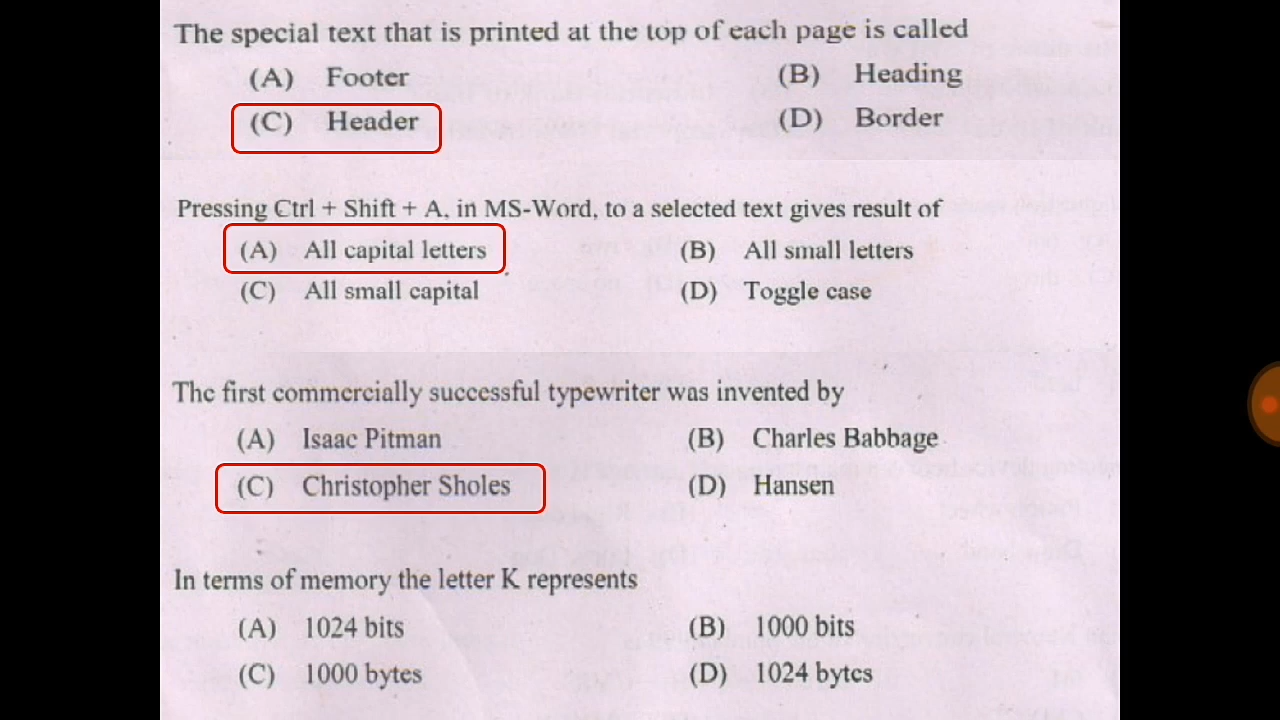 The special text that is printed at the top of each page is called
(A) Footer (B) Heading
(C) Header (D) Border
Pressing Ctrl + Shift + A, in MS-Word, to a selected text gives result of
(A) All capital letters (B) All small letters
(C) All small capital (D) Toggle case
The first commercially successful typewriter was invented by
(A) Isaac Pitman (B) Charles Babbage
(C) Christopher Sholes (D) Hansen
In terms of memory the letter K represents
(A) 1024 bits (B) 1000 bits
(C) 1000 bytes (D) 1024 bytes